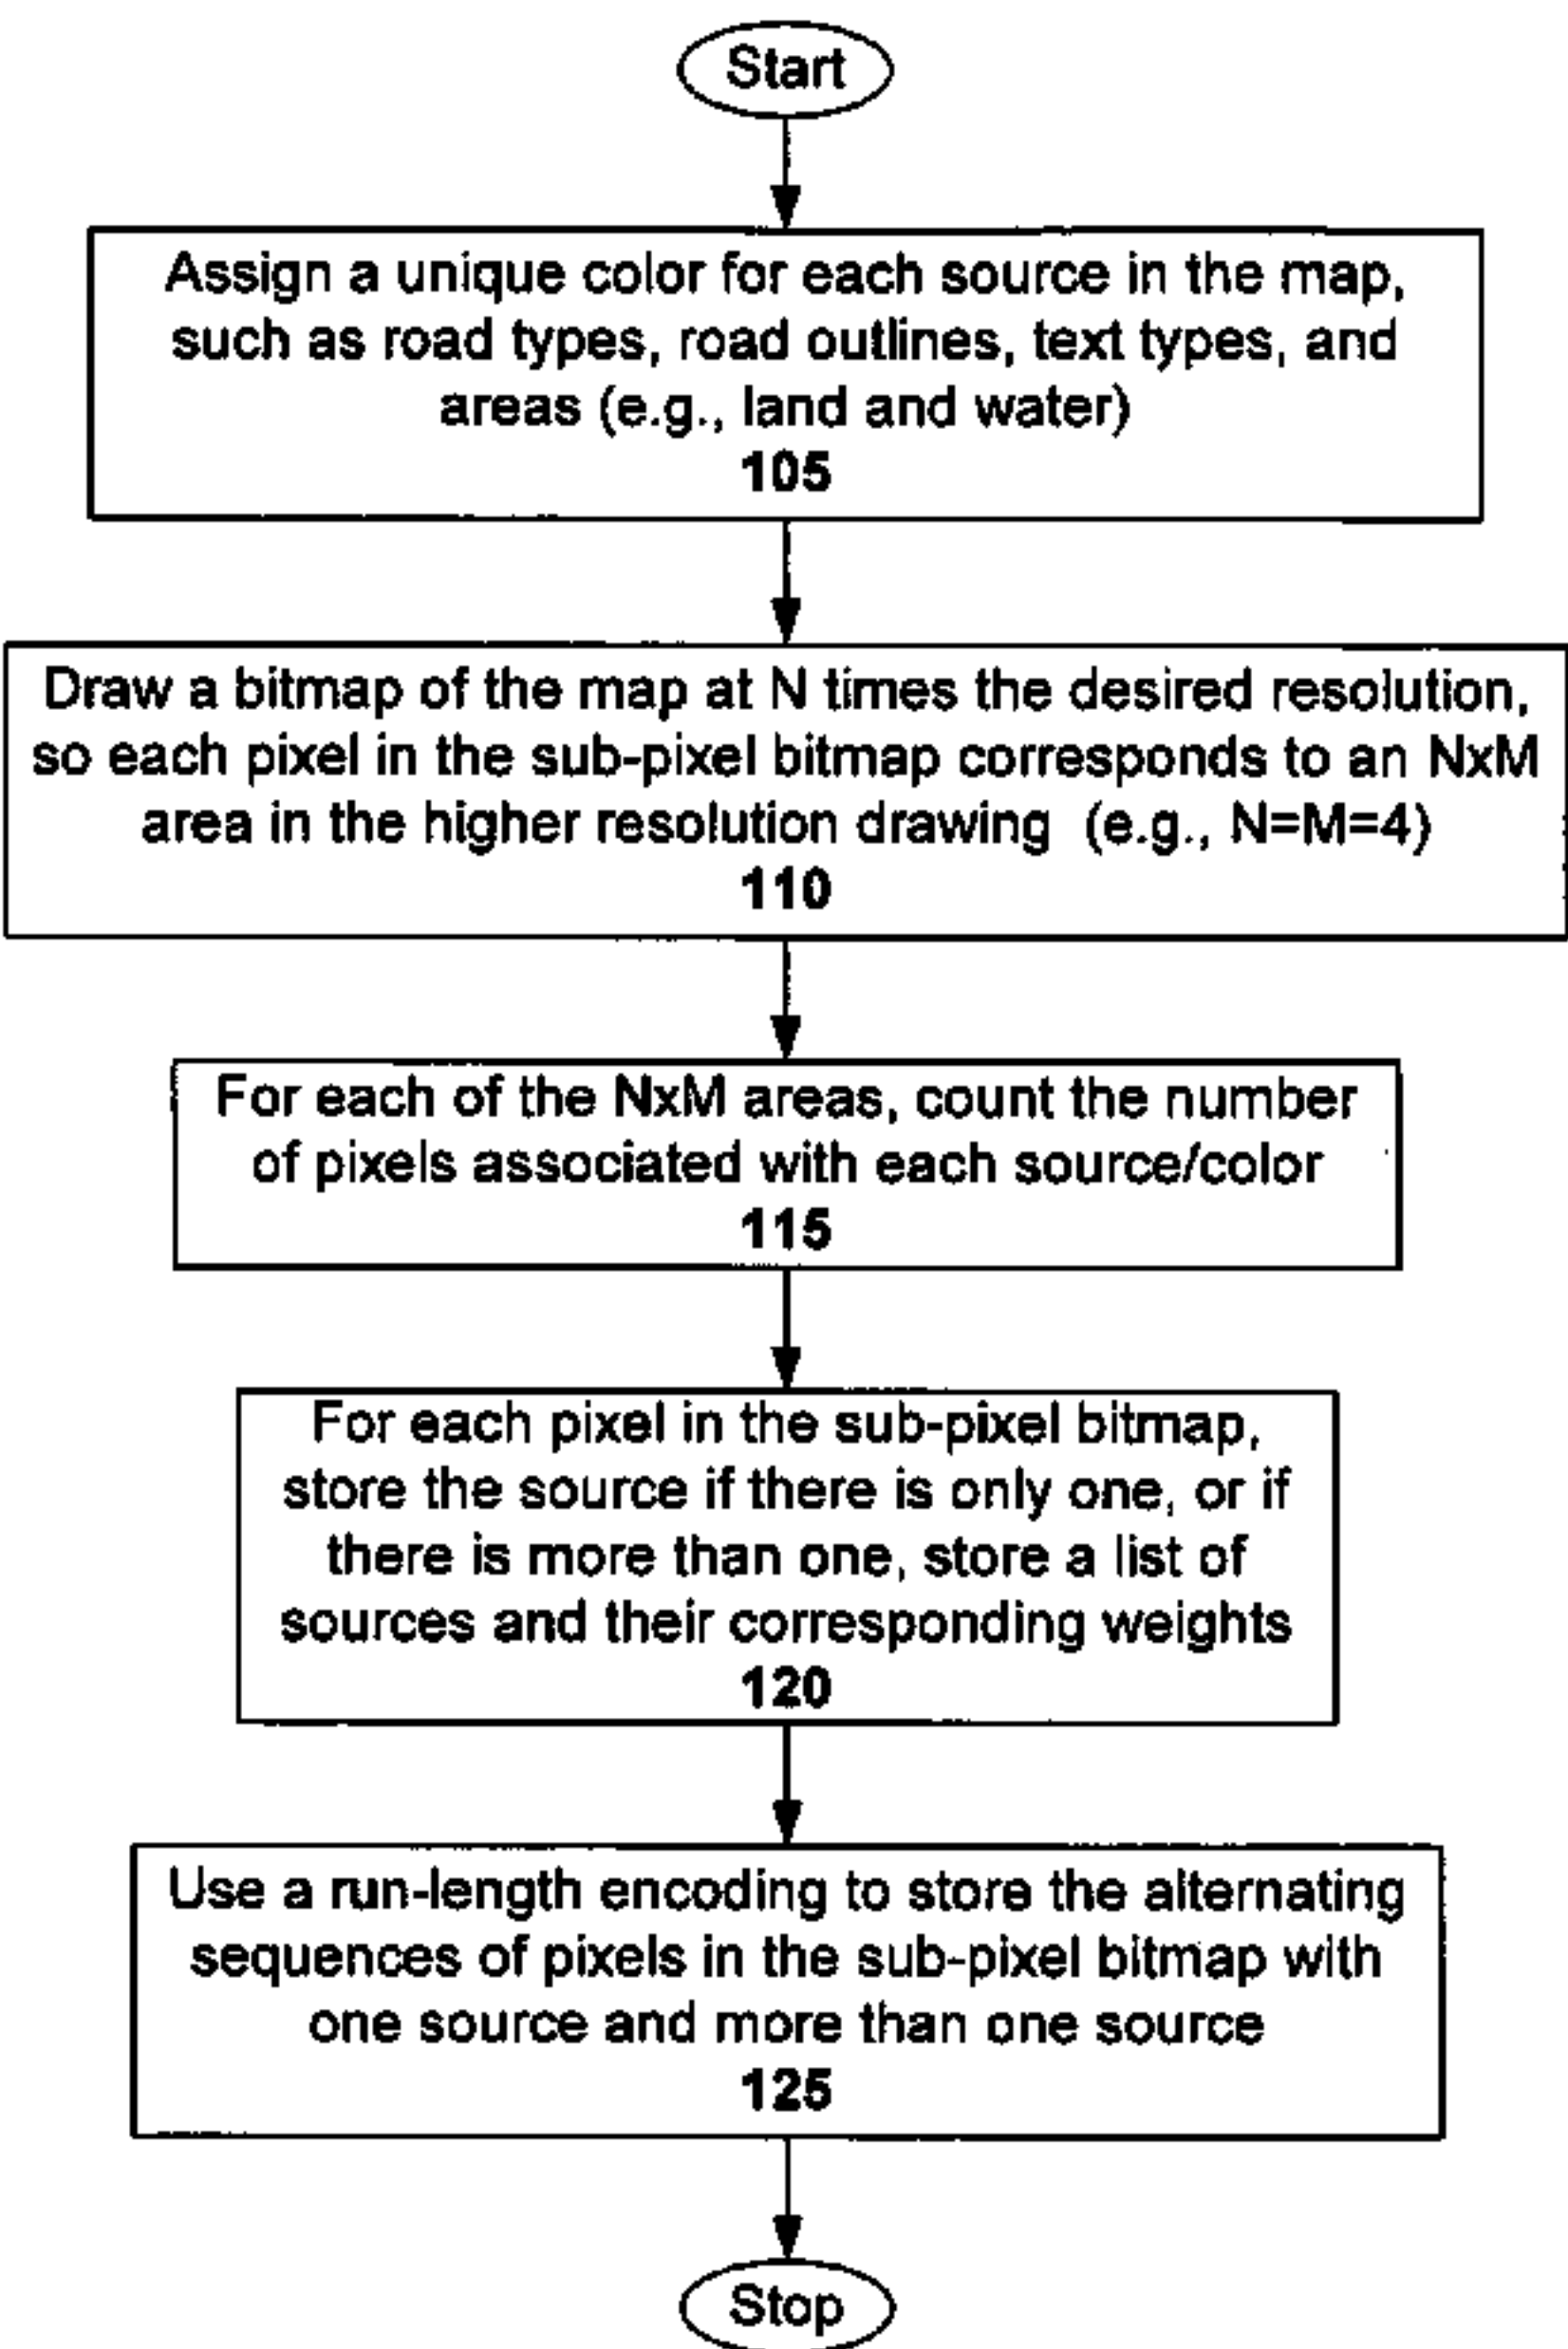 Start
Assign a unique color for each source in the map,
such as road types, road outlines, text types, and
areas (e.g., land and water)
105
Draw a bitmap of the map at N times the desired resolution,
so each pixel in the sub-pixel bitmap corresponds to an NxM
area in the higher resolution drawing (e.g., N=M=4)
110
For each of the NxM areas, count the number
of pixels associated with each source/color
115
For each pixel in the sub-pixel bitmap,
store the source if there is only one, or if
there is more than one, store a list of
sources and their corresponding weights
120
Use a run-length encoding to store the alternating
sequences of pixels in the sub-pixel bitmap with
one source and more than one source
125
Stop